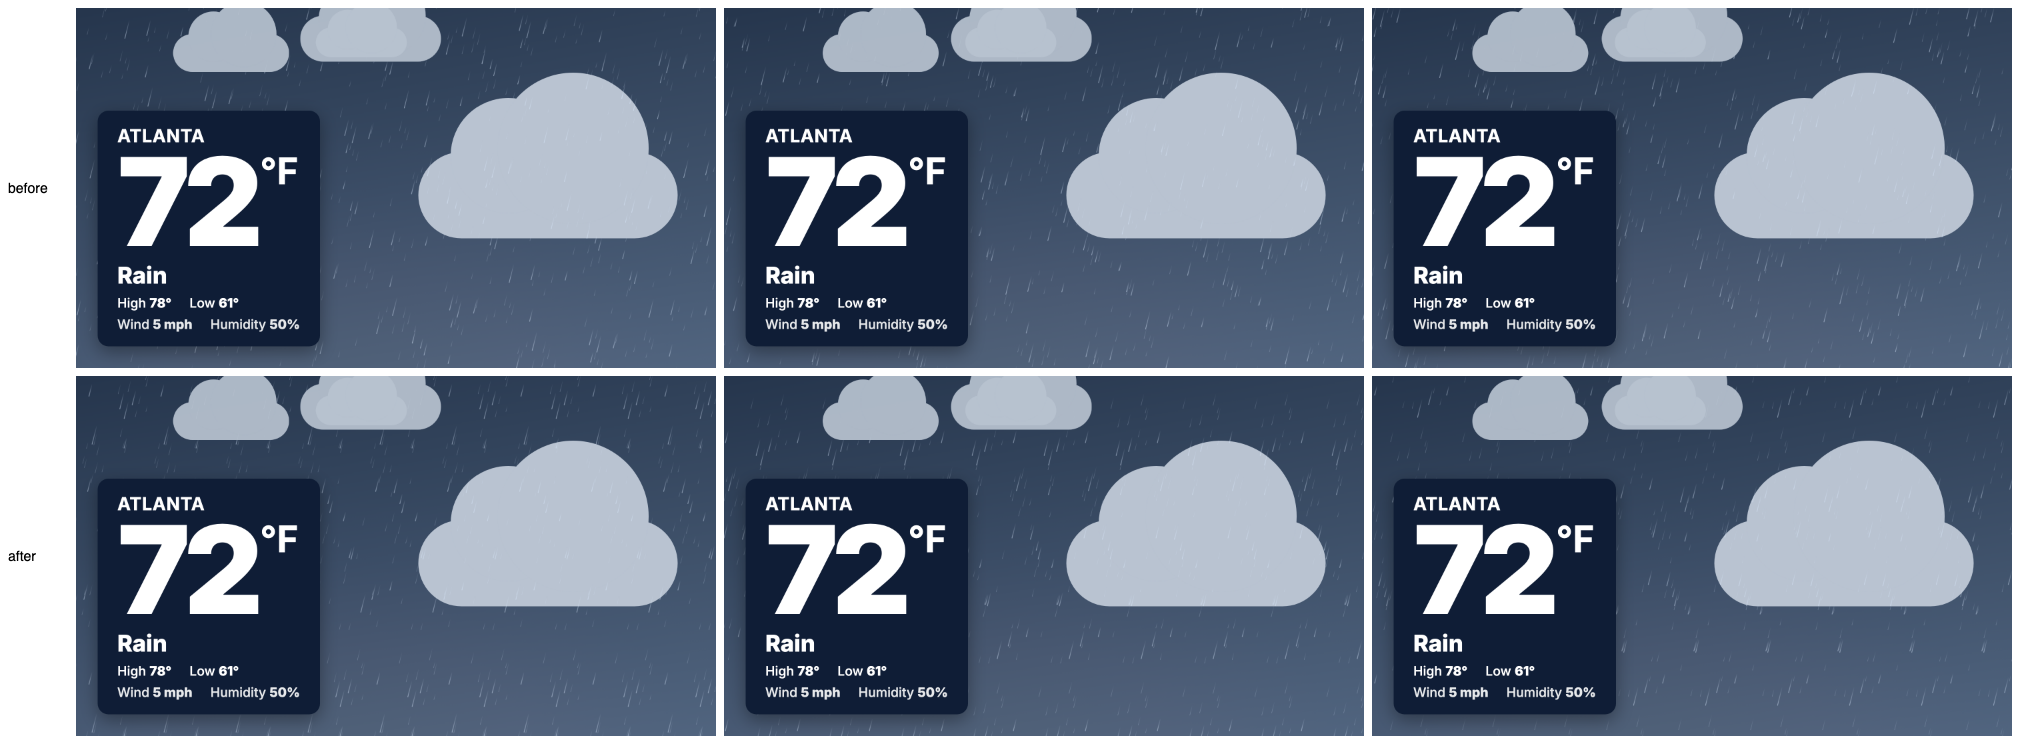 before
ATLANTA
72°F
Rain
High 78° Low 61°
Wind 5 mph Humidity 50%
ATLANTA
72°F
Rain
High 78° Low 61°
Wind 5 mph Humidity 50%
ATLANTA
72°F
Rain
High 78° Low 61°
Wind 5 mph Humidity 50%
after
ATLANTA
72°F
Rain
High 78° Low 61°
Wind 5 mph Humidity 50%
ATLANTA
72°F
Rain
High 78° Low 61°
Wind 5 mph Humidity 50%
ATLANTA
72°F
Rain
High 78° Low 61°
Wind 5 mph Humidity 50%